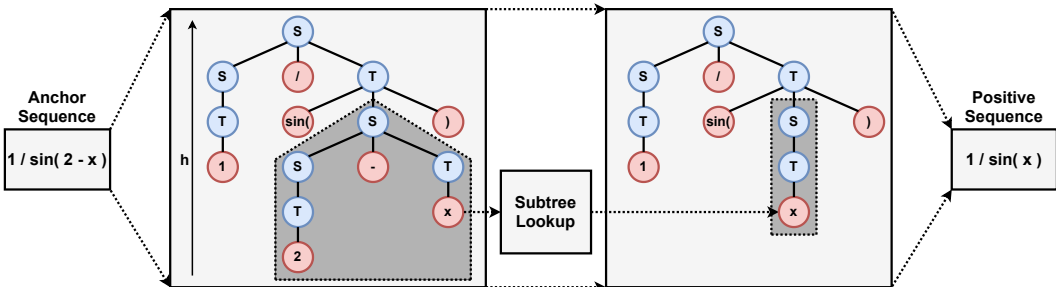 Anchor
Sequence
1 / sin( 2 - x )
h
S
S / T
T sin( S )
1 S - T
T x
2
Subtree
Lookup
S
S / T
T sin( S )
1 T
x
Positive
Sequence
1 / sin( x )